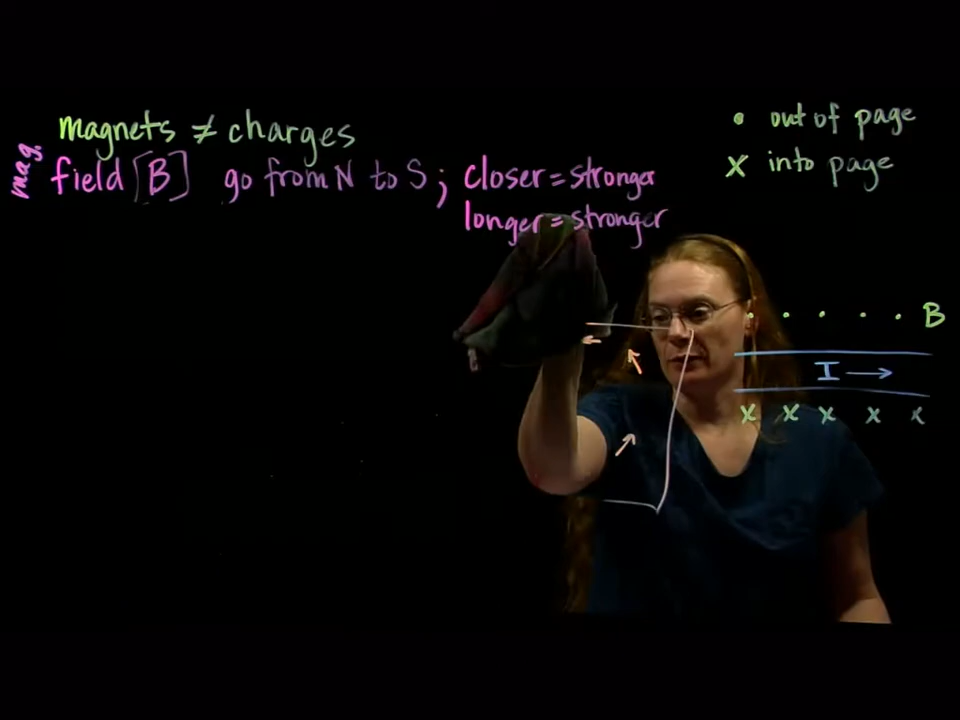 magnets ≠ charges
mag. field [B] go from N to S; closer = stronger
longer = stronger
• out of page
x into page
• • • • • B
I →
x x x x x